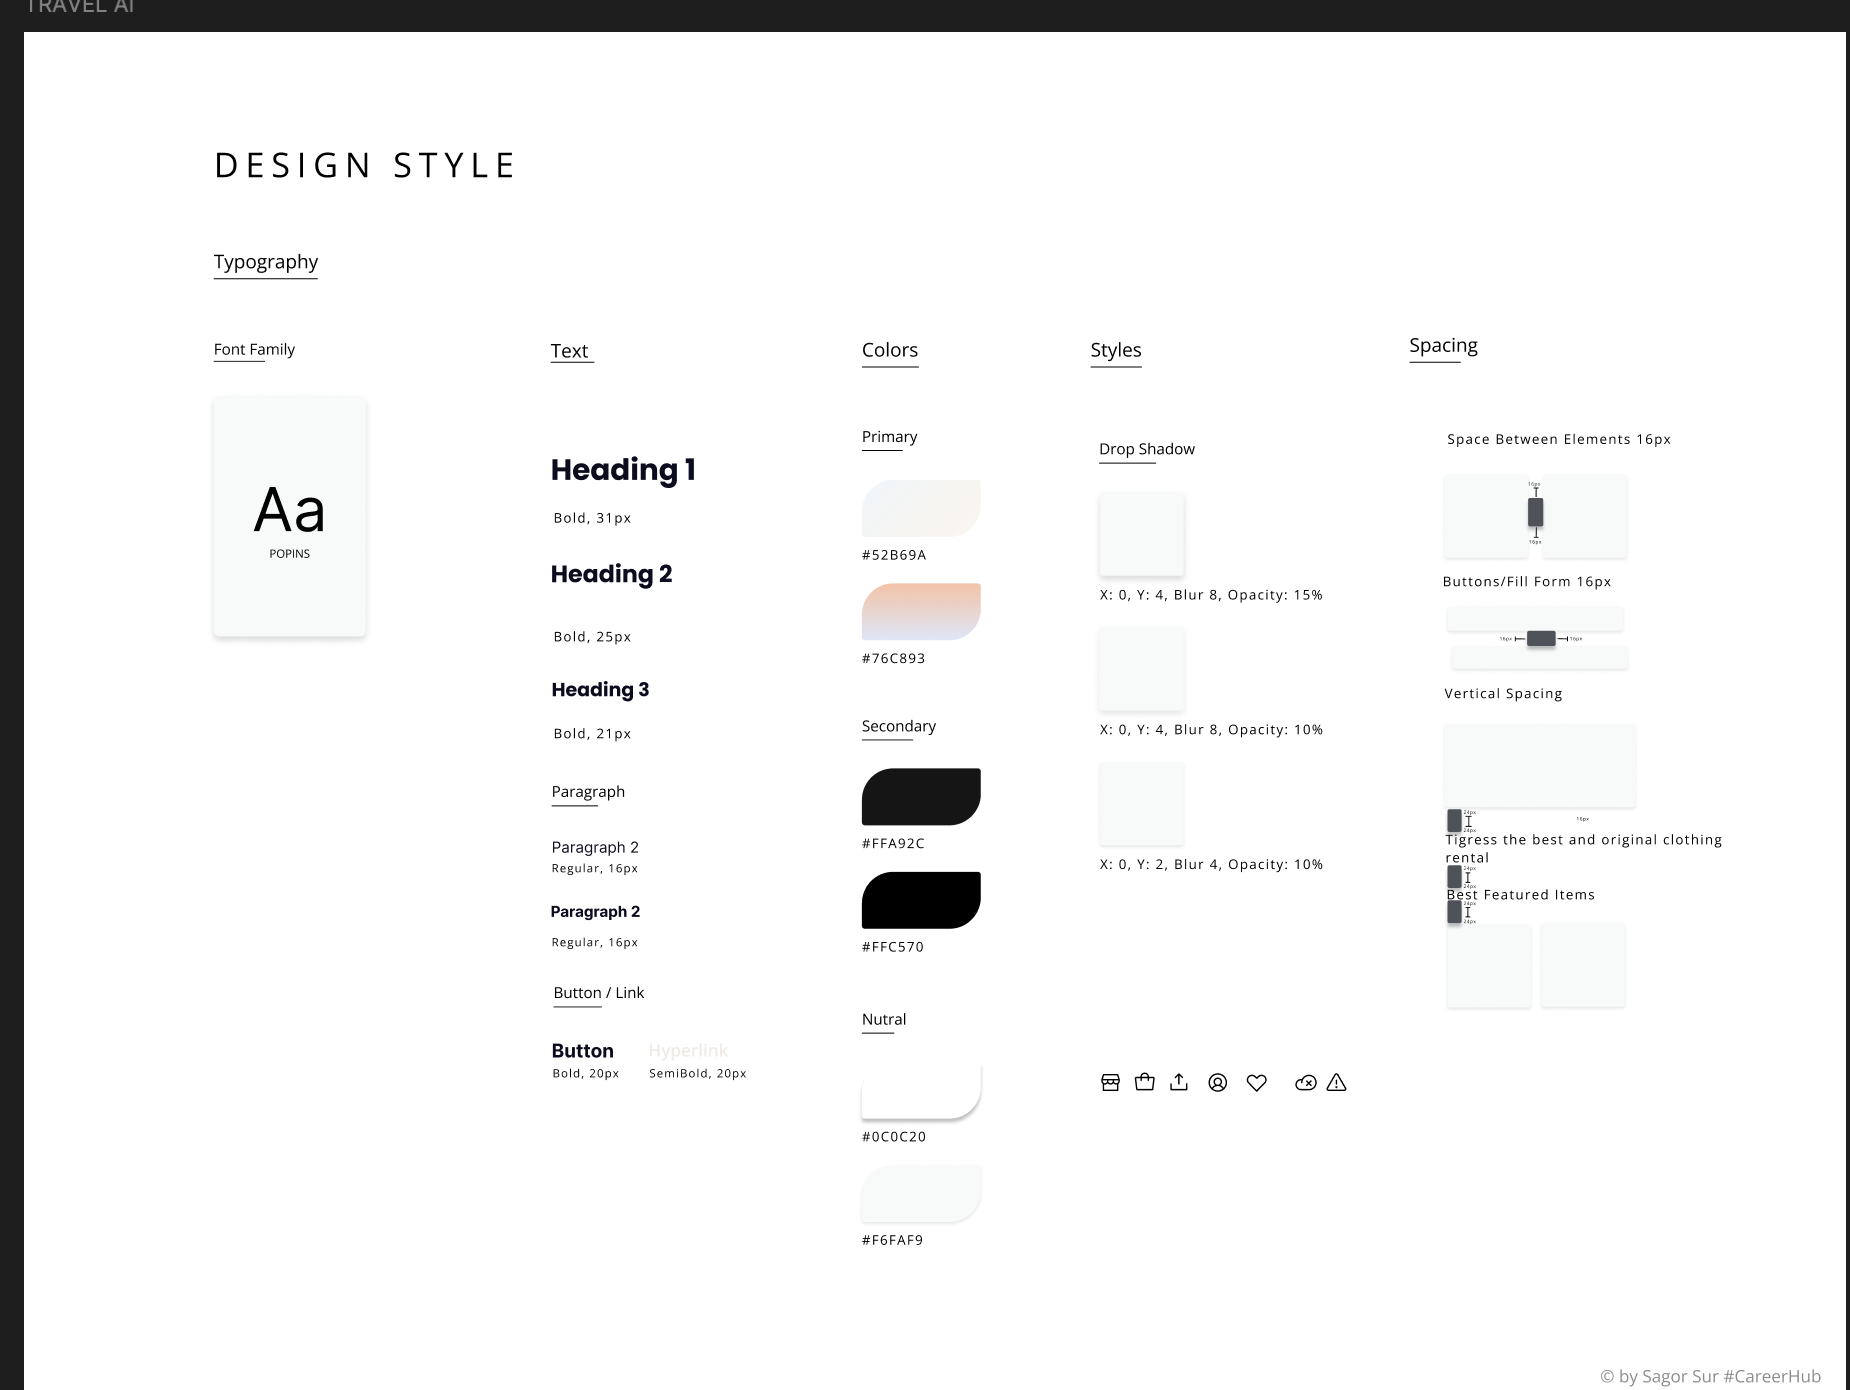 TRAVEL AI
DESIGN STYLE
Typography
Font Family
Aa
POPINS
Text
Heading 1
Bold, 31px
Heading 2
Bold, 25px
Heading 3
Bold, 21px
Paragraph
Paragraph 2
Regular, 16px
Paragraph 2
Regular, 16px
Button / Link
Button
Bold, 20px
Hyperlink
SemiBold, 20px
Colors
Primary
#52B69A
#76C893
Secondary
#FFA92C
#FFC570
Nutral
#0C0C20
#F6FAF9
Styles
Drop Shadow
X: 0, Y: 4, Blur 8, Opacity: 15%
X: 0, Y: 4, Blur 8, Opacity: 10%
X: 0, Y: 2, Blur 4, Opacity: 10%
Spacing
Space Between Elements 16px
16px
16px
Buttons/Fill Form 16px
16px
16px
Vertical Spacing
24px
24px
16px
Tigress the best and original clothing
rental
24px
24px
Best Featured Items
24px
24px
© by Sagor Sur #CareerHub